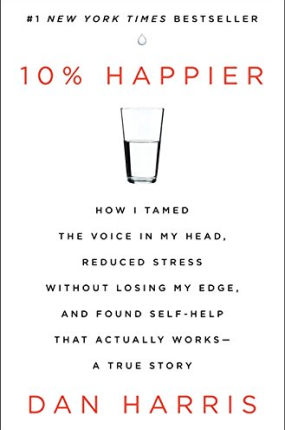 #1 NEW YORK TIMES BESTSELLER
10% HAPPIER
HOW I TAMED
THE VOICE IN MY HEAD,
REDUCED STRESS
WITHOUT LOSING MY EDGE,
AND FOUND SELF-HELP
THAT ACTUALLY WORKS—
A TRUE STORY
DAN HARRIS